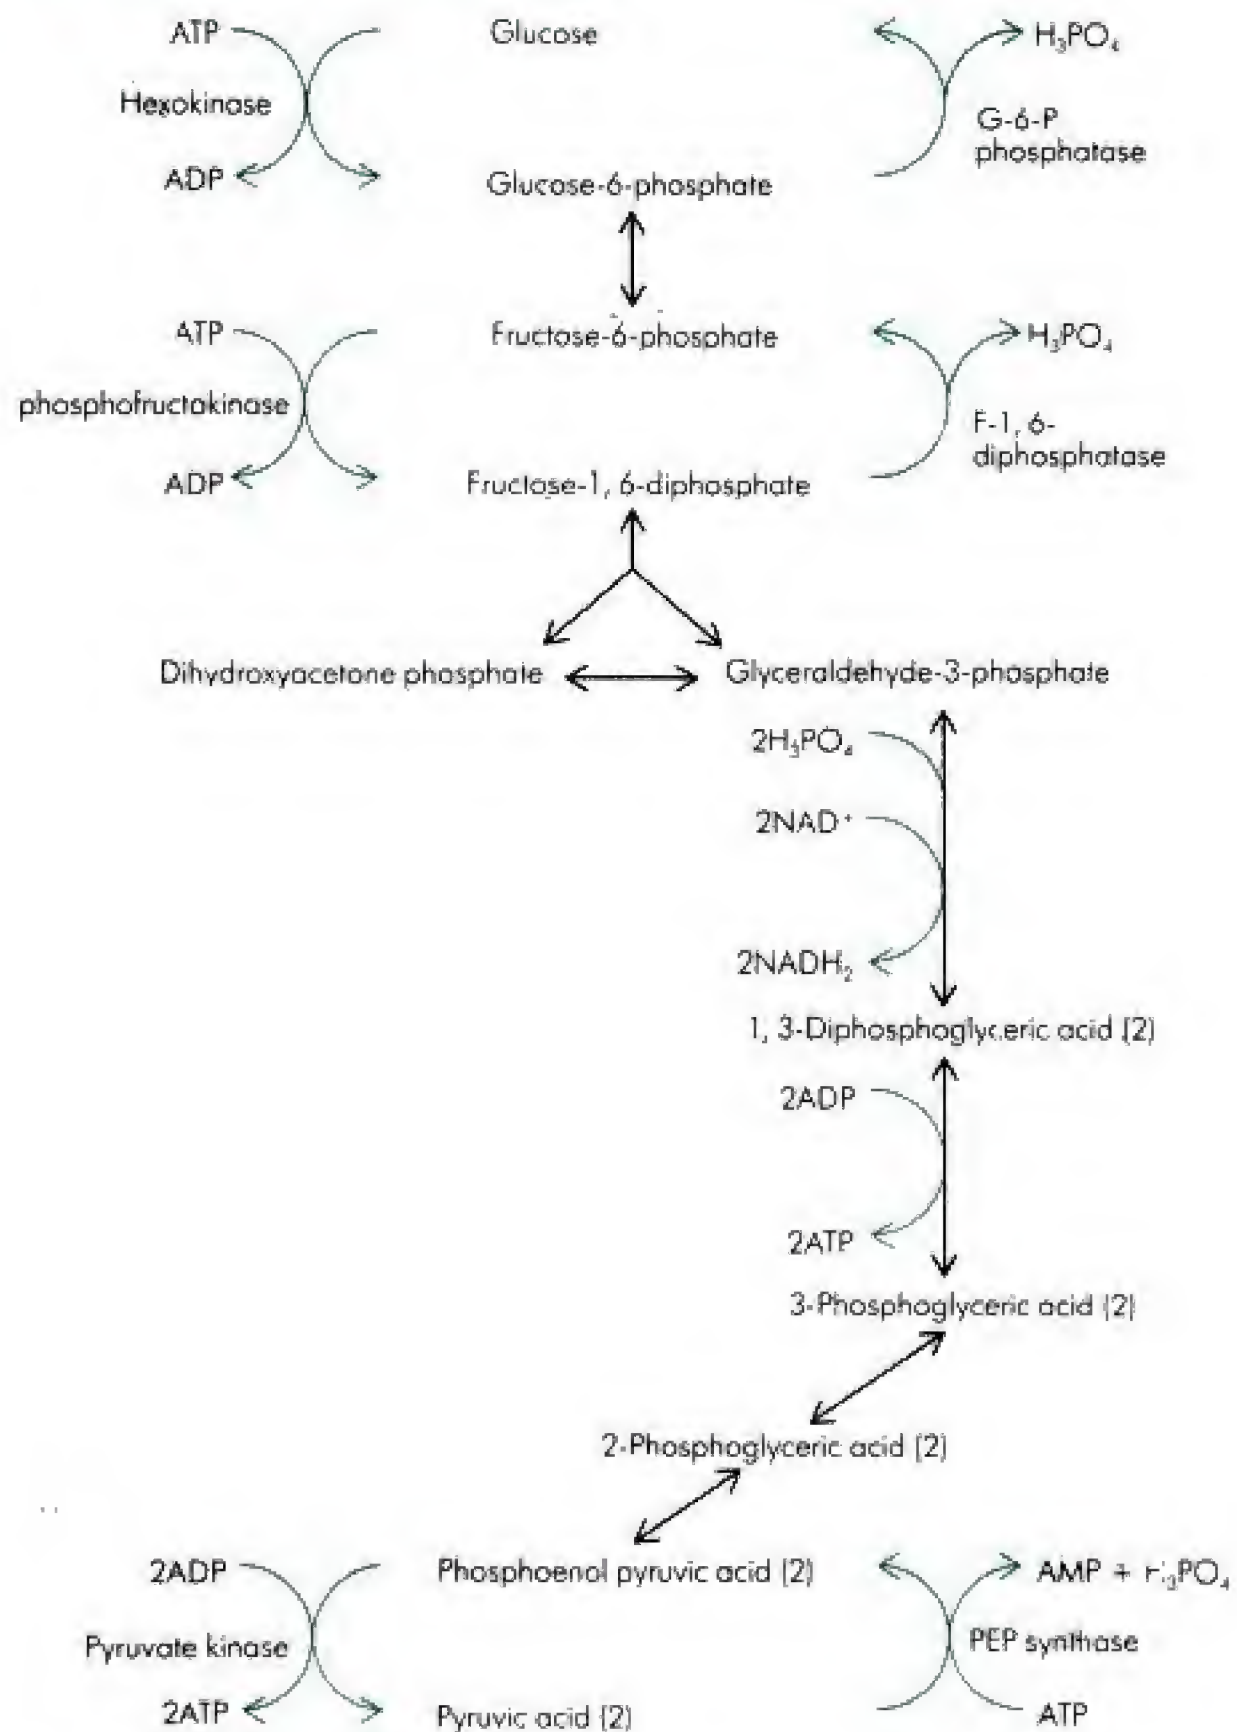 ATP
Glucose
H₃PO₄
Hexokinase
G-6-P
phosphatase
ADP
Glucose-6-phosphate
ATP
Fructose-6-phosphate
H₃PO₄
phosphofructokinase
F-1, 6-
diphosphatase
ADP
Fructose-1, 6-diphosphate
Dihydroxyacetone phosphate
Glyceraldehyde-3-phosphate
2H₃PO₄
2NAD⁺
2NADH₂
1, 3-Diphosphoglyceric acid (2)
2ADP
2ATP
3-Phosphoglyceric acid (2)
2-Phosphoglyceric acid (2)
2ADP
Phosphoenol pyruvic acid (2)
AMP + H₃PO₄
Pyruvate kinase
PEP synthase
2ATP
Pyruvic acid (2)
ATP